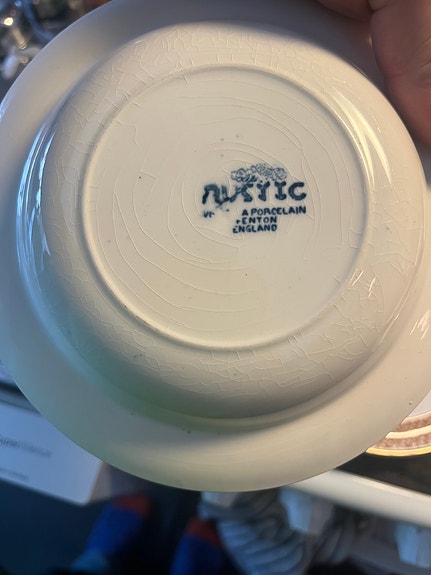 RUSTIC
A PORCELAIN
FENTON
ENGLAND